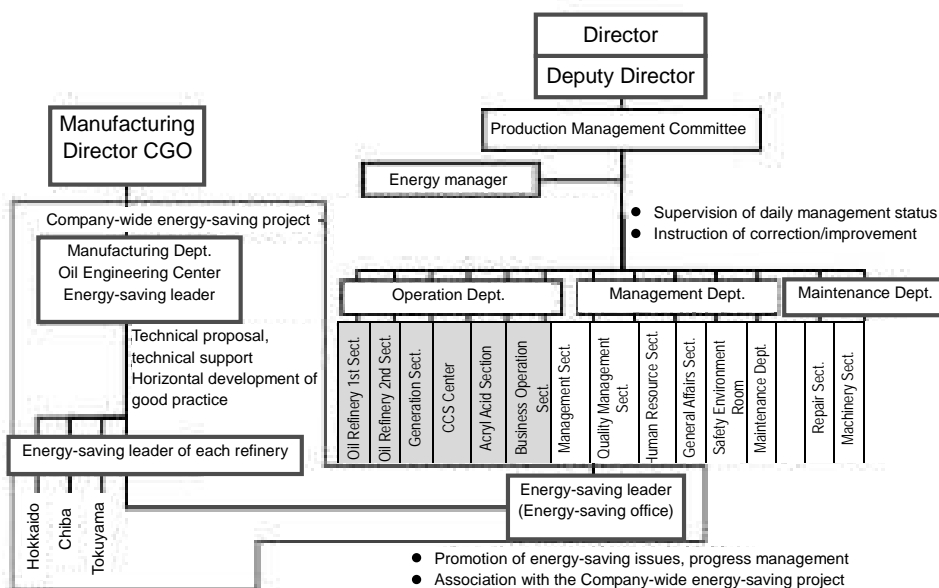 Director
Deputy Director
Production Management Committee
Manufacturing
Director CGO
Energy manager
Company-wide energy-saving project
● Supervision of daily management status
● Instruction of correction/improvement
Manufacturing Dept.
Oil Engineering Center
Energy-saving leader
Operation Dept.
Management Dept.
Maintenance Dept.
Technical proposal,
technical support
Horizontal development of
good practice
Oil Refinery 1st Sect.
Oil Refinery 2nd Sect.
Generation Sect.
CCS Center
Acryl Acid Section
Business Operation
Sect.
Management Sect.
Quality Management
Sect.
Human Resource Sect.
General Affairs Sect.
Safety Environment
Room
Maintenance Dept.
Repair Sect.
Machinery Sect.
Energy-saving leader of each refinery
Hokkaido
Chiba
Tokuyama
Energy-saving leader
(Energy-saving office)
● Promotion of energy-saving issues, progress management
● Association with the Company-wide energy-saving project